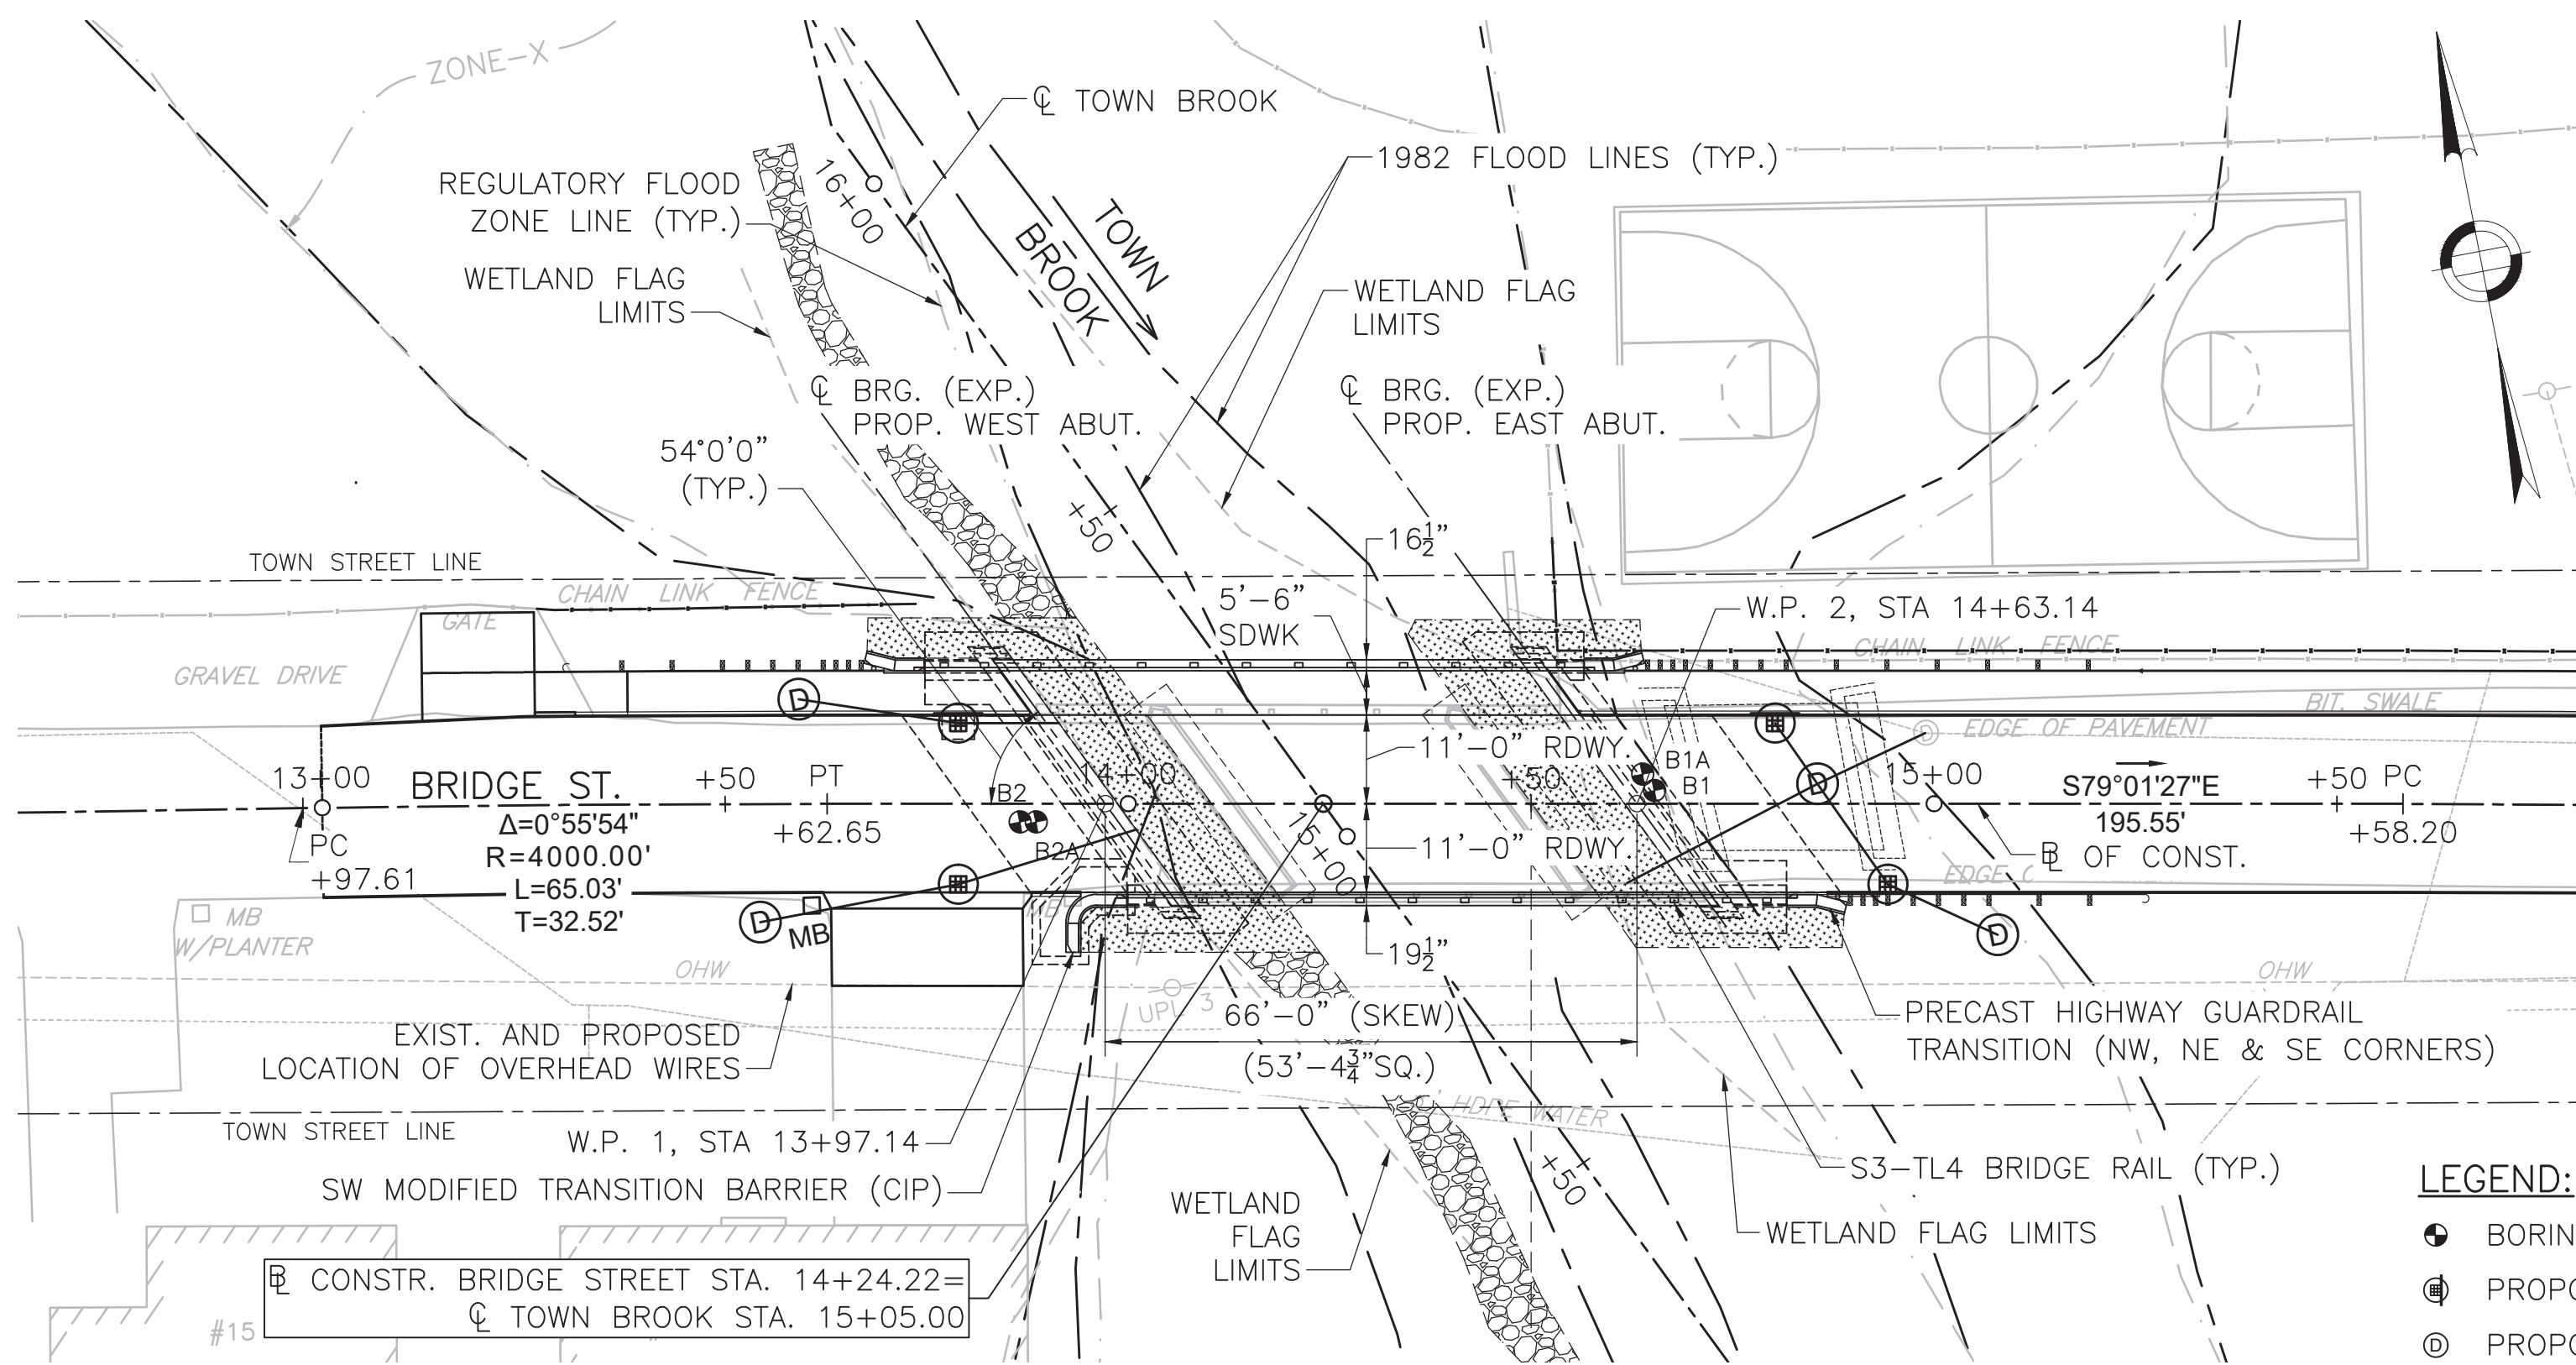 ZONE-X
℄ TOWN BROOK
1982 FLOOD LINES (TYP.)
REGULATORY FLOOD
ZONE LINE (TYP.)
16+00
TOWN
BROOK
WETLAND FLAG
LIMITS
WETLAND FLAG
LIMITS
℄ BRG. (EXP.)
PROP. WEST ABUT.
℄ BRG. (EXP.)
PROP. EAST ABUT.
54°0'0"
(TYP.)
+50
16½"
TOWN STREET LINE
CHAIN LINK FENCE
GATE
5'-6"
SDWK
W.P. 2, STA 14+63.14
CHAIN LINK FENCE
GRAVEL DRIVE
BIT. SWALE
D
EDGE OF PAVEMENT
D
11'-0" RDWY.
B1A
B1
13+00
BRIDGE ST.
+50
PT
+62.65
B2
14+00
+50
D
15+00
S79°01'27"E
195.55'
+50 PC
+58.20
Δ=0°55'54"
R=4000.00'
L=65.03'
T=32.52'
PC
+97.61
B2A
15+00
11'-0" RDWY.
℄ OF CONST.
EDGE O
MB
W/PLANTER
D
MB
MB
D
19½"
OHW
OHW
UPL 3
66'-0" (SKEW)
(53'-4¾"SQ.)
PRECAST HIGHWAY GUARDRAIL
TRANSITION (NW, NE & SE CORNERS)
EXIST. AND PROPOSED
LOCATION OF OVERHEAD WIRES
HDPE WATER
TOWN STREET LINE
W.P. 1, STA 13+97.14
SW MODIFIED TRANSITION BARRIER (CIP)
S3-TL4 BRIDGE RAIL (TYP.)
+50
WETLAND
FLAG
LIMITS
WETLAND FLAG LIMITS
LEGEND:
BORIN
PROPO
D PROPO
BL CONSTR. BRIDGE STREET STA. 14+24.22=
℄ TOWN BROOK STA. 15+05.00
#15